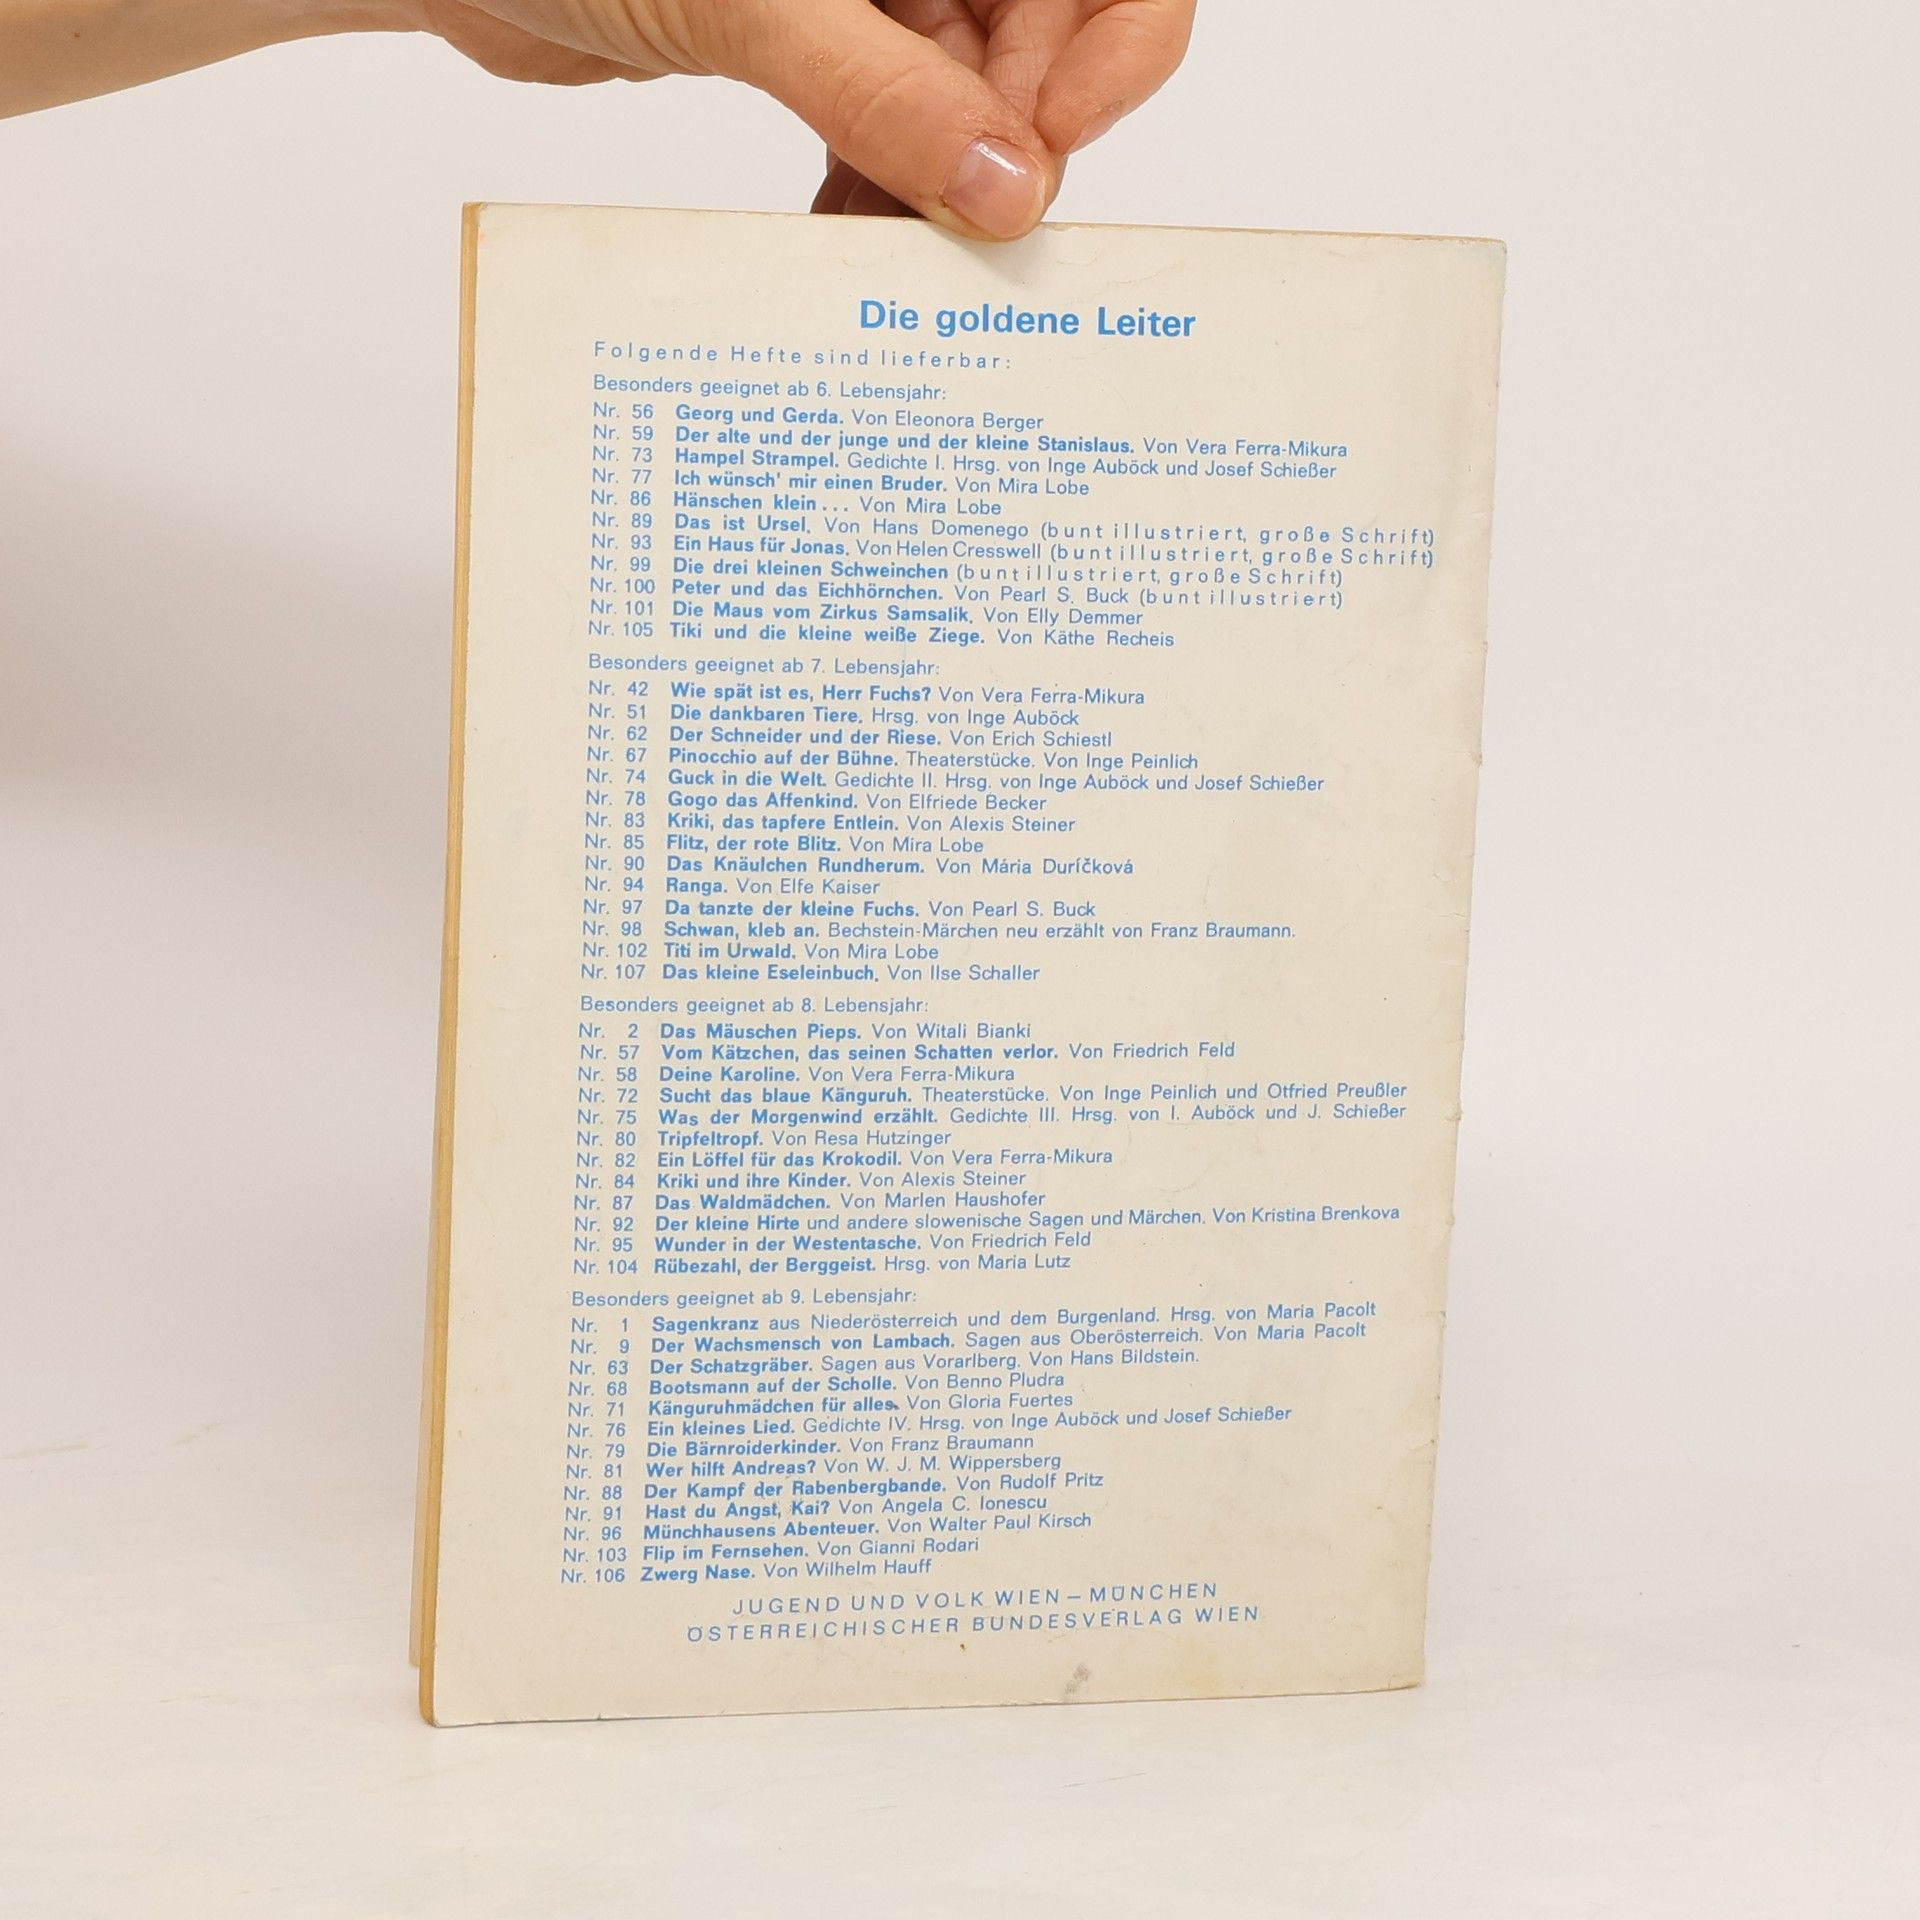 Die goldene Leiter
Folgende Hefte sind lieferbar:
Besonders geeignet ab 6. Lebensjahr:
Nr. 56 Georg und Gerda. Von Eleonora Berger
Nr. 59 Der alte und der junge und der kleine Stanislaus. Von Vera Ferra-Mikura
Nr. 73 Hampel Strampel. Gedichte I. Hrsg. von Inge Auböck und Josef Schießer
Nr. 77 Ich wünsch' mir einen Bruder. Von Mira Lobe
Nr. 86 Hänschen klein... Von Mira Lobe
Nr. 89 Das ist Ursel. Von Hans Domenego (bunt illustriert, große Schrift)
Nr. 93 Ein Haus für Jonas. Von Helen Cresswell (bunt illustriert, große Schrift)
Nr. 99 Die drei kleinen Schweinchen (bunt illustriert, große Schrift)
Nr. 100 Peter und das Eichhörnchen. Von Pearl S. Buck (bunt illustriert)
Nr. 101 Die Maus vom Zirkus Samsalik. Von Elly Demmer
Nr. 105 Tiki und die kleine weiße Ziege. Von Käthe Recheis
Besonders geeignet ab 7. Lebensjahr:
Nr. 42 Wie spät ist es, Herr Fuchs? Von Vera Ferra-Mikura
Nr. 51 Die dankbaren Tiere. Hrsg. von Inge Auböck
Nr. 62 Der Schneider und der Riese. Von Erich Schiestl
Nr. 67 Pinocchio auf der Bühne. Theaterstücke. Von Inge Peinlich
Nr. 74 Guck in die Welt. Gedichte II. Hrsg. von Inge Auböck und Josef Schießer
Nr. 78 Gogo das Affenkind. Von Elfriede Becker
Nr. 83 Kriki, das tapfere Entlein. Von Alexis Steiner
Nr. 85 Flitz, der rote Blitz. Von Mira Lobe
Nr. 90 Das Knäulchen Rundherum. Von Mária Duríčková
Nr. 94 Ranga. Von Elfe Kaiser
Nr. 97 Da tanzte der kleine Fuchs. Von Pearl S. Buck
Nr. 98 Schwan, kleb an. Bechstein-Märchen neu erzählt von Franz Braumann.
Nr. 102 Titi im Urwald. Von Mira Lobe
Nr. 107 Das kleine Eseleinbuch. Von Ilse Schaller
Besonders geeignet ab 8. Lebensjahr:
Nr. 2 Das Mäuschen Pieps. Von Witali Bianki
Nr. 57 Vom Kätzchen, das seinen Schatten verlor. Von Friedrich Feld
Nr. 58 Deine Karoline. Von Vera Ferra-Mikura
Nr. 72 Sucht das blaue Känguruh. Theaterstücke. Von Inge Peinlich und Otfried Preußler
Nr. 75 Was der Morgenwind erzählt. Gedichte III. Hrsg. von I. Auböck und J. Schießer
Nr. 80 Tripfeltropf. Von Resa Hutzinger
Nr. 82 Ein Löffel für das Krokodil. Von Vera Ferra-Mikura
Nr. 84 Kriki und ihre Kinder. Von Alexis Steiner
Nr. 87 Das Waldmädchen. Von Marlen Haushofer
Nr. 92 Der kleine Hirte und andere slowenische Sagen und Märchen. Von Kristina Brenkova
Nr. 95 Wunder in der Westentasche. Von Friedrich Feld
Nr. 104 Rübezahl, der Berggeist. Hrsg. von Maria Lutz
Besonders geeignet ab 9. Lebensjahr:
Nr. 1 Sagenkranz aus Niederösterreich und dem Burgenland. Hrsg. von Maria Pacolt
Nr. 9 Der Wachsmensch von Lambach. Sagen aus Oberösterreich. Von Maria Pacolt
Nr. 63 Der Schatzgräber. Sagen aus Vorarlberg. Von Hans Bildstein.
Nr. 68 Bootsmann auf der Scholle. Von Benno Pludra
Nr. 71 Känguruhmädchen für alles. Von Gloria Fuertes
Nr. 76 Ein kleines Lied. Gedichte IV. Hrsg. von Inge Auböck und Josef Schießer
Nr. 79 Die Bärnroiderkinder. Von Franz Braumann
Nr. 81 Wer hilft Andreas? Von W. J. M. Wippersberg
Nr. 88 Der Kampf der Rabenbergbande. Von Rudolf Pritz
Nr. 91 Hast du Angst, Kai? Von Angela C. Ionescu
Nr. 96 Münchhausens Abenteuer. Von Walter Paul Kirsch
Nr. 103 Flip im Fernsehen. Von Gianni Rodari
Nr. 106 Zwerg Nase. Von Wilhelm Hauff
JUGEND UND VOLK WIEN – MÜNCHEN
ÖSTERREICHISCHER BUNDESVERLAG WIEN